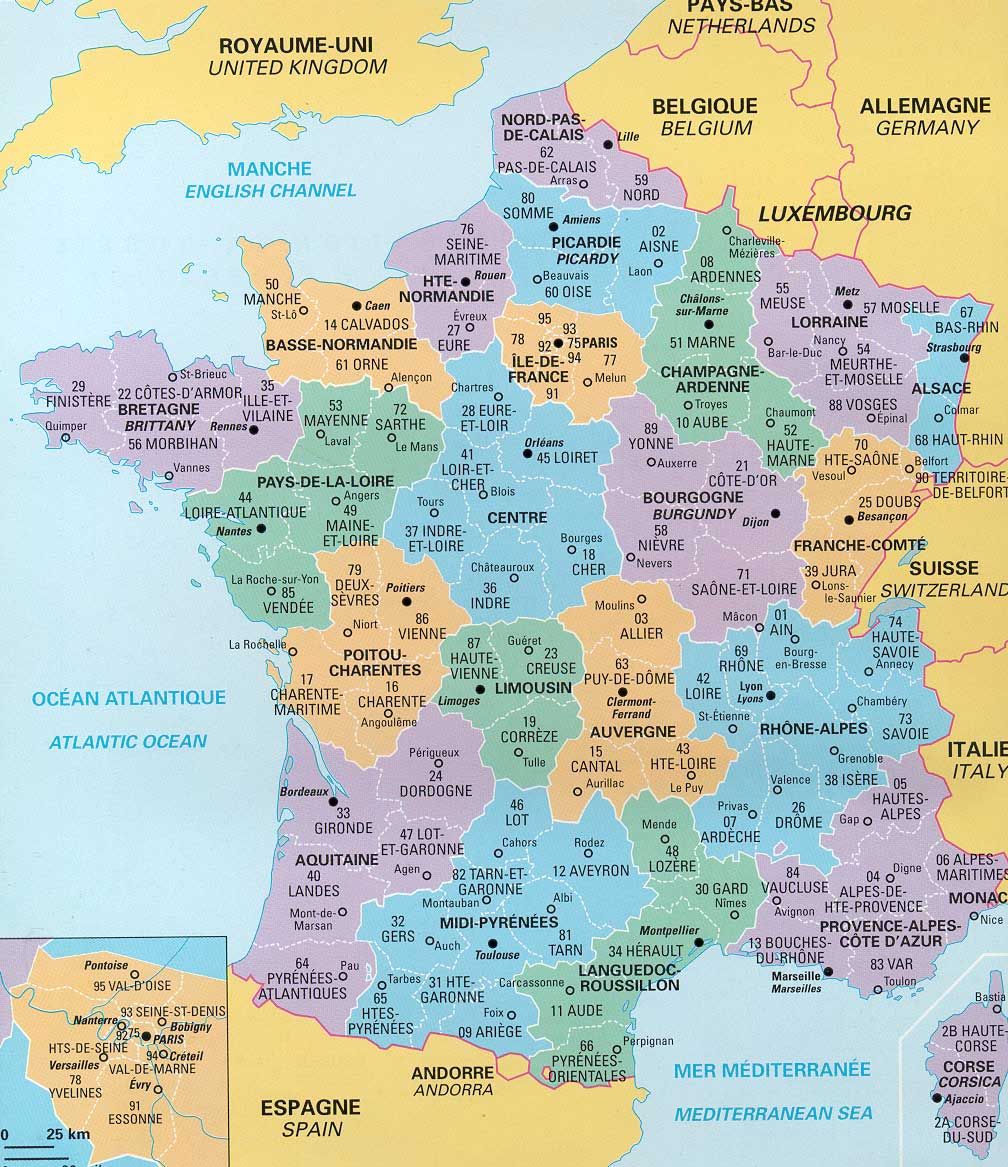 PAYS-BAS
NETHERLANDS
ROYAUME-UNI
UNITED KINGDOM
BELGIQUE
BELGIUM
ALLEMAGNE
GERMANY
LUXEMBOURG
MANCHE
ENGLISH CHANNEL
NORD-PAS-
DE-CALAIS
Lille
62
PAS-DE-CALAIS
Arras
59
NORD
80
SOMME
Amiens
PICARDIE
PICARDY
02
AISNE
Laon
Beauvais
60 OISE
76
SEINE-
MARITIME
Rouen
HTE-
NORMANDIE
Évreux
27
EURE
08
ARDENNES
Charleville-
Mézières
Châlons-
sur-Marne
51 MARNE
CHAMPAGNE-
ARDENNE
Troyes
10 AUBE
Chaumont
52
HAUTE-
MARNE
55
MEUSE
Metz
57 MOSELLE
LORRAINE
Bar-le-Duc
Nancy
54
MEURTHE-
ET-MOSELLE
88 VOSGES
Épinal
67
BAS-RHIN
Strasbourg
ALSACE
Colmar
68 HAUT-RHIN
50
MANCHE
St-Lô
Caen
14 CALVADOS
BASSE-NORMANDIE
61 ORNE
Alençon
95
78
93
92
75
PARIS
94
ÎLE-DE-
FRANCE
77
Melun
91
29
FINISTÈRE
Quimper
St-Brieuc
22 CÔTES-D'ARMOR
BRETAGNE
BRITTANY
35
ILLE-ET-
VILAINE
Rennes
56 MORBIHAN
Vannes
53
MAYENNE
Laval
72
SARTHE
Le Mans
PAYS-DE-LA-LOIRE
44
LOIRE-ATLANTIQUE
Nantes
Angers
49
MAINE-
ET-LOIRE
La Roche-sur-Yon
85
VENDÉE
Chartres
28 EURE-
ET-LOIR
Orléans
45 LOIRET
41
LOIR-ET-
CHER
Blois
Tours
CENTRE
37 INDRE-
ET-LOIRE
Bourges
18
CHER
Châteauroux
36
INDRE
89
YONNE
Auxerre
21
CÔTE-D'OR
BOURGOGNE
BURGUNDY
Dijon
58
NIÈVRE
Nevers
71
SAÔNE-ET-LOIRE
Mâcon
70
HTE-SAÔNE
Vesoul
Belfort
90 TERRITOIRE-
DE-BELFORT
25 DOUBS
Besançon
FRANCHE-COMTÉ
39 JURA
Lons-
le-Saunier
SUISSE
SWITZERLAND
79
DEUX-
SÈVRES
Poitiers
86
VIENNE
Niort
La Rochelle
POITOU-
CHARENTES
17
CHARENTE-
MARITIME
16
CHARENTE
Angoulême
87
HAUTE-
VIENNE
Guéret
23
CREUSE
Limoges
LIMOUSIN
19
CORRÈZE
Tulle
Moulins
03
ALLIER
63
PUY-DE-DÔME
Clermont-
Ferrand
AUVERGNE
15
CANTAL
Aurillac
43
HTE-LOIRE
Le Puy
01
AIN
Bourg-
en-Bresse
74
HAUTE-
SAVOIE
Annecy
69
RHÔNE
42
LOIRE
Lyon
Lyons
St-Étienne
RHÔNE-ALPES
Chambéry
73
SAVOIE
Grenoble
38 ISÈRE
Valence
Privas
07
ARDÈCHE
26
DRÔME
ITALIE
ITALY
OCÉAN ATLANTIQUE
ATLANTIC OCEAN
Périgueux
24
DORDOGNE
Bordeaux
33
GIRONDE
47 LOT-
ET-GARONNE
Agen
AQUITAINE
40
LANDES
Mont-de-
Marsan
64
PYRÉNÉES-
ATLANTIQUES
Pau
46
LOT
Cahors
Rodez
12 AVEYRON
82 TARN-ET-
GARONNE
Montauban
Albi
MIDI-PYRÉNÉES
32
GERS
Auch
Toulouse
81
TARN
Tarbes
65
HTES-
PYRÉNÉES
31 HTE-
GARONNE
Foix
09 ARIÈGE
Mende
48
LOZÈRE
30 GARD
Nîmes
Montpellier
34 HÉRAULT
LANGUEDOC-
ROUSSILLON
Carcassonne
11 AUDE
66
PYRÉNÉES-
ORIENTALES
Perpignan
05
HAUTES-
ALPES
Gap
84
VAUCLUSE
Avignon
Digne
04
ALPES-DE-
HTE-PROVENCE
06 ALPES-
MARITIMES
MONAC
Nice
PROVENCE-ALPES-
CÔTE D'AZUR
13 BOUCHES-
DU-RHÔNE
Marseille
Marseilles
83 VAR
Toulon
Bastia
2B HAUTE-
CORSE
CORSE
CORSICA
Ajaccio
2A CORSE-
DU-SUD
MER MÉDITERRANÉE
MEDITERRANEAN SEA
ANDORRE
ANDORRA
ESPAGNE
SPAIN
Pontoise
95 VAL-D'OISE
93 SEINE-ST-DENIS
Nanterre
Bobigny
92
75
PARIS
HTS-DE-SEINE
94
Créteil
Versailles
VAL-DE-MARNE
78
YVELINES
Évry
91
ESSONNE
0 25 km